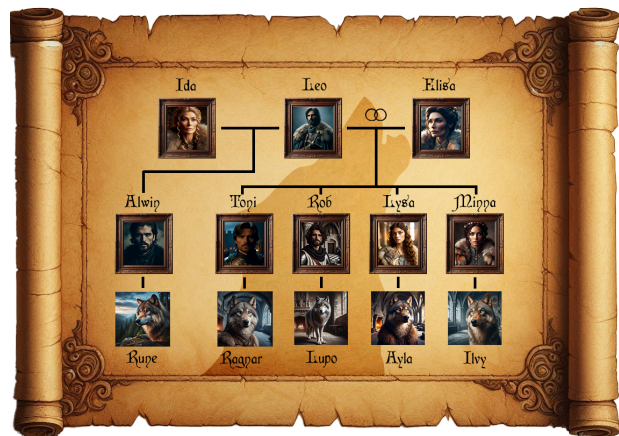 Ida Leo Elisa
Alwin Toni Rob Lysa Minna
Rune Ragnar Lupo Ayla Ilvy